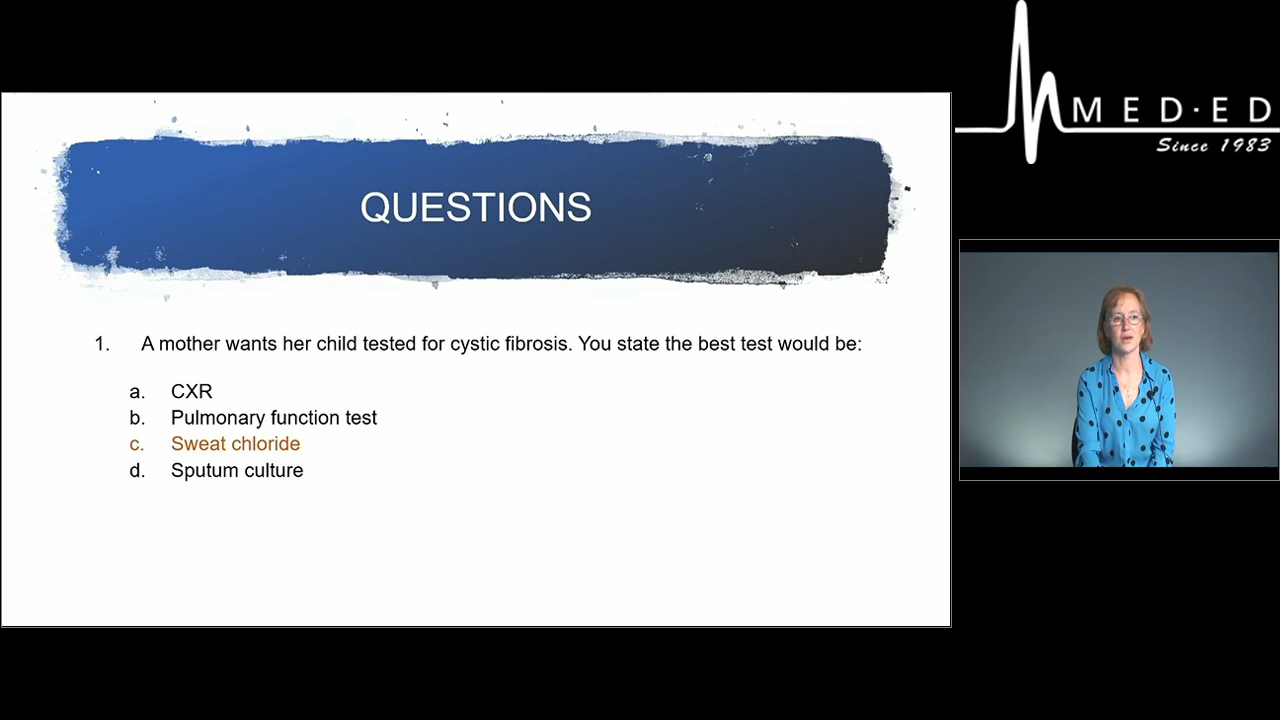 QUESTIONS
1. A mother wants her child tested for cystic fibrosis. You state the best test would be:
a. CXR
b. Pulmonary function test
c. Sweat chloride
d. Sputum culture
MED·ED
Since 1983